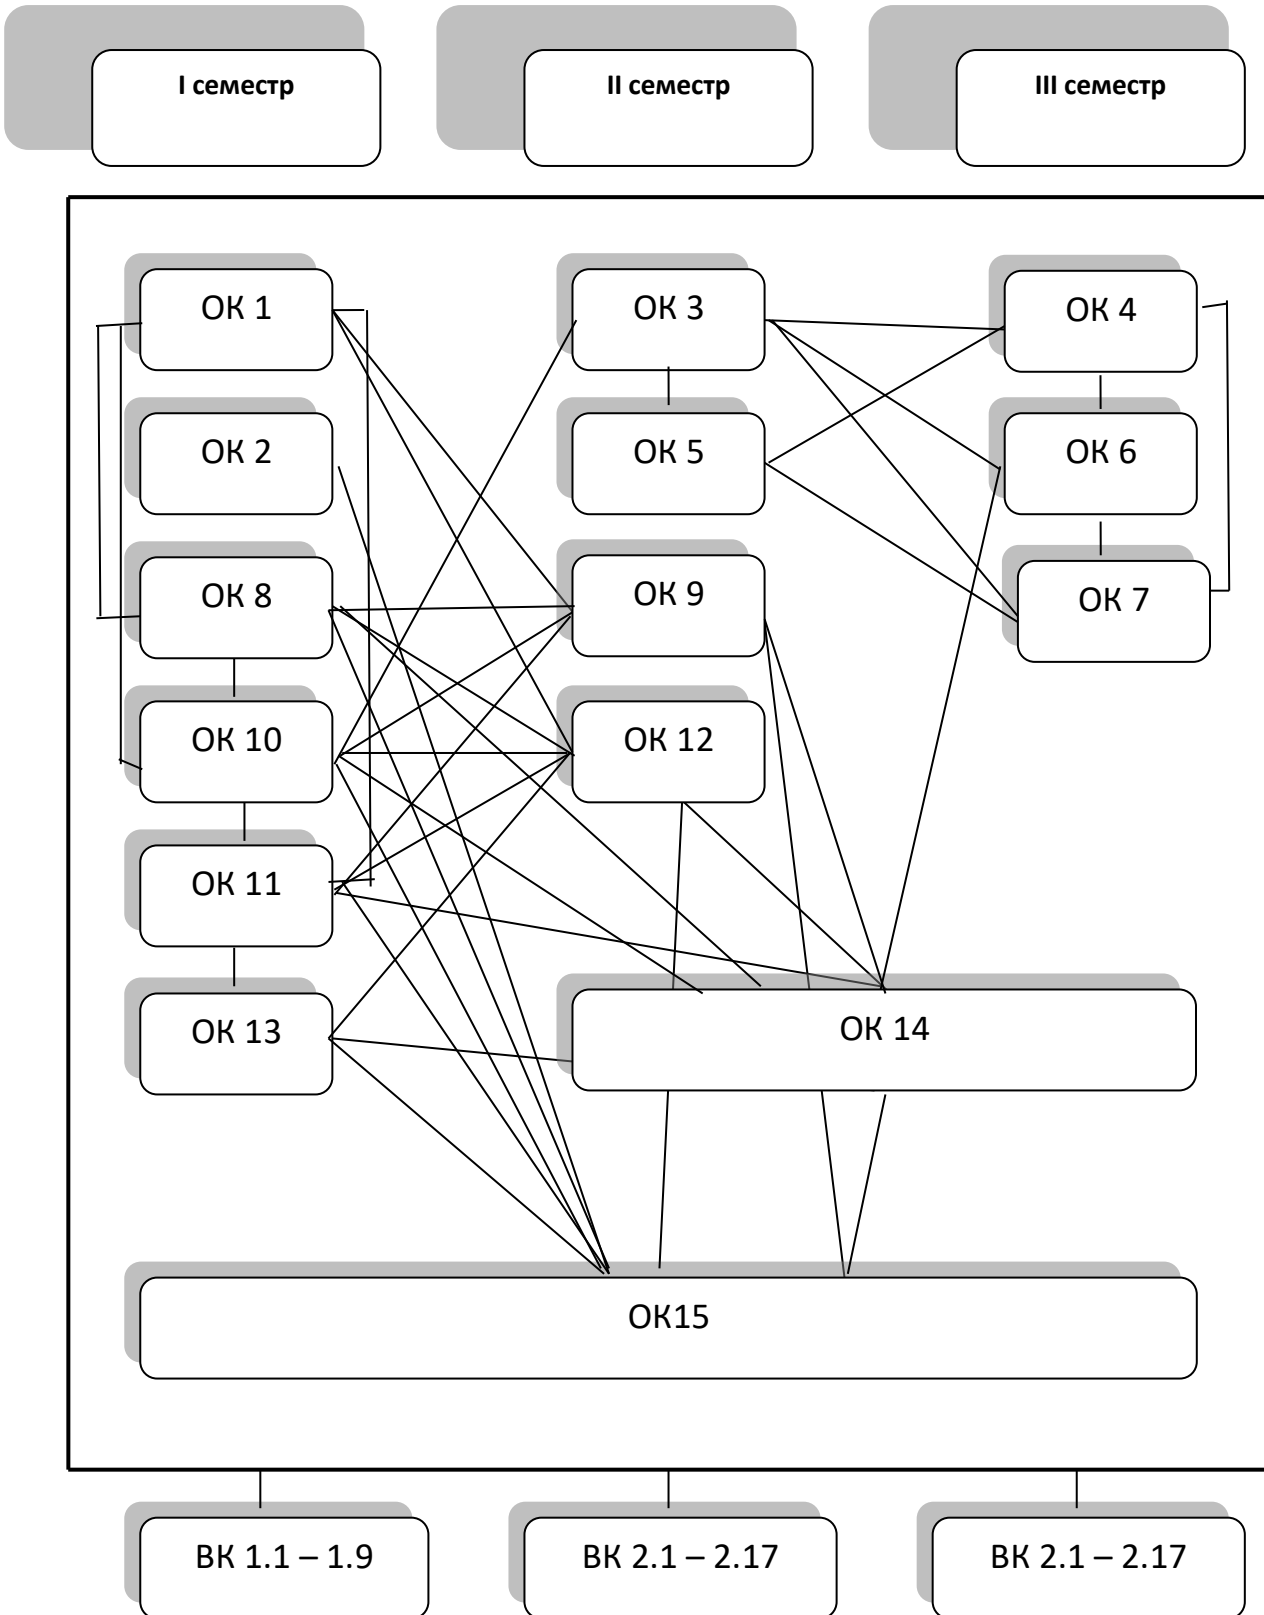 I семестр
II семестр
III семестр
ОК 1
ОК 3
ОК 4
ОК 2
ОК 5
ОК 6
ОК 8
ОК 9
ОК 7
ОК 10
ОК 12
ОК 11
ОК 13
ОК 14
ОК15
ВК 1.1 – 1.9
ВК 2.1 – 2.17
ВК 2.1 – 2.17